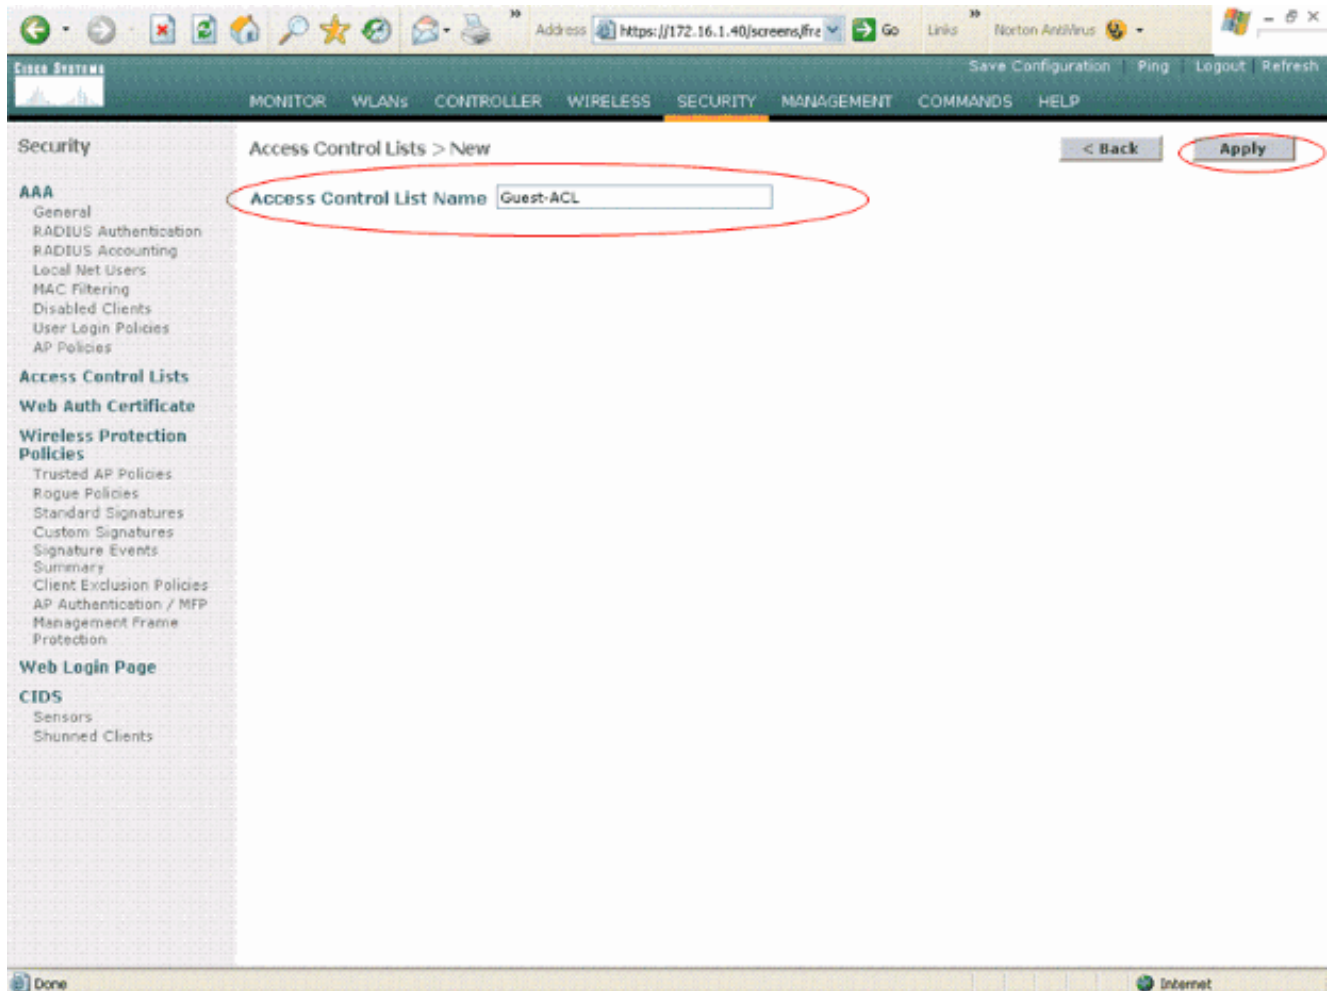 » Address https://172.16.1.40/screens/fra Go Links » Norton AntiVirus
CISCO SYSTEMS
Save Configuration Ping Logout Refresh
MONITOR WLANs CONTROLLER WIRELESS SECURITY MANAGEMENT COMMANDS HELP
Security
Access Control Lists > New
< Back
Apply
Access Control List Name Guest-ACL
AAA
General
RADIUS Authentication
RADIUS Accounting
Local Net Users
MAC Filtering
Disabled Clients
User Login Policies
AP Policies
Access Control Lists
Web Auth Certificate
Wireless Protection
Policies
Trusted AP Policies
Rogue Policies
Standard Signatures
Custom Signatures
Signature Events
Summary
Client Exclusion Policies
AP Authentication / MFP
Management Frame
Protection
Web Login Page
CIDS
Sensors
Shunned Clients
Done
Internet